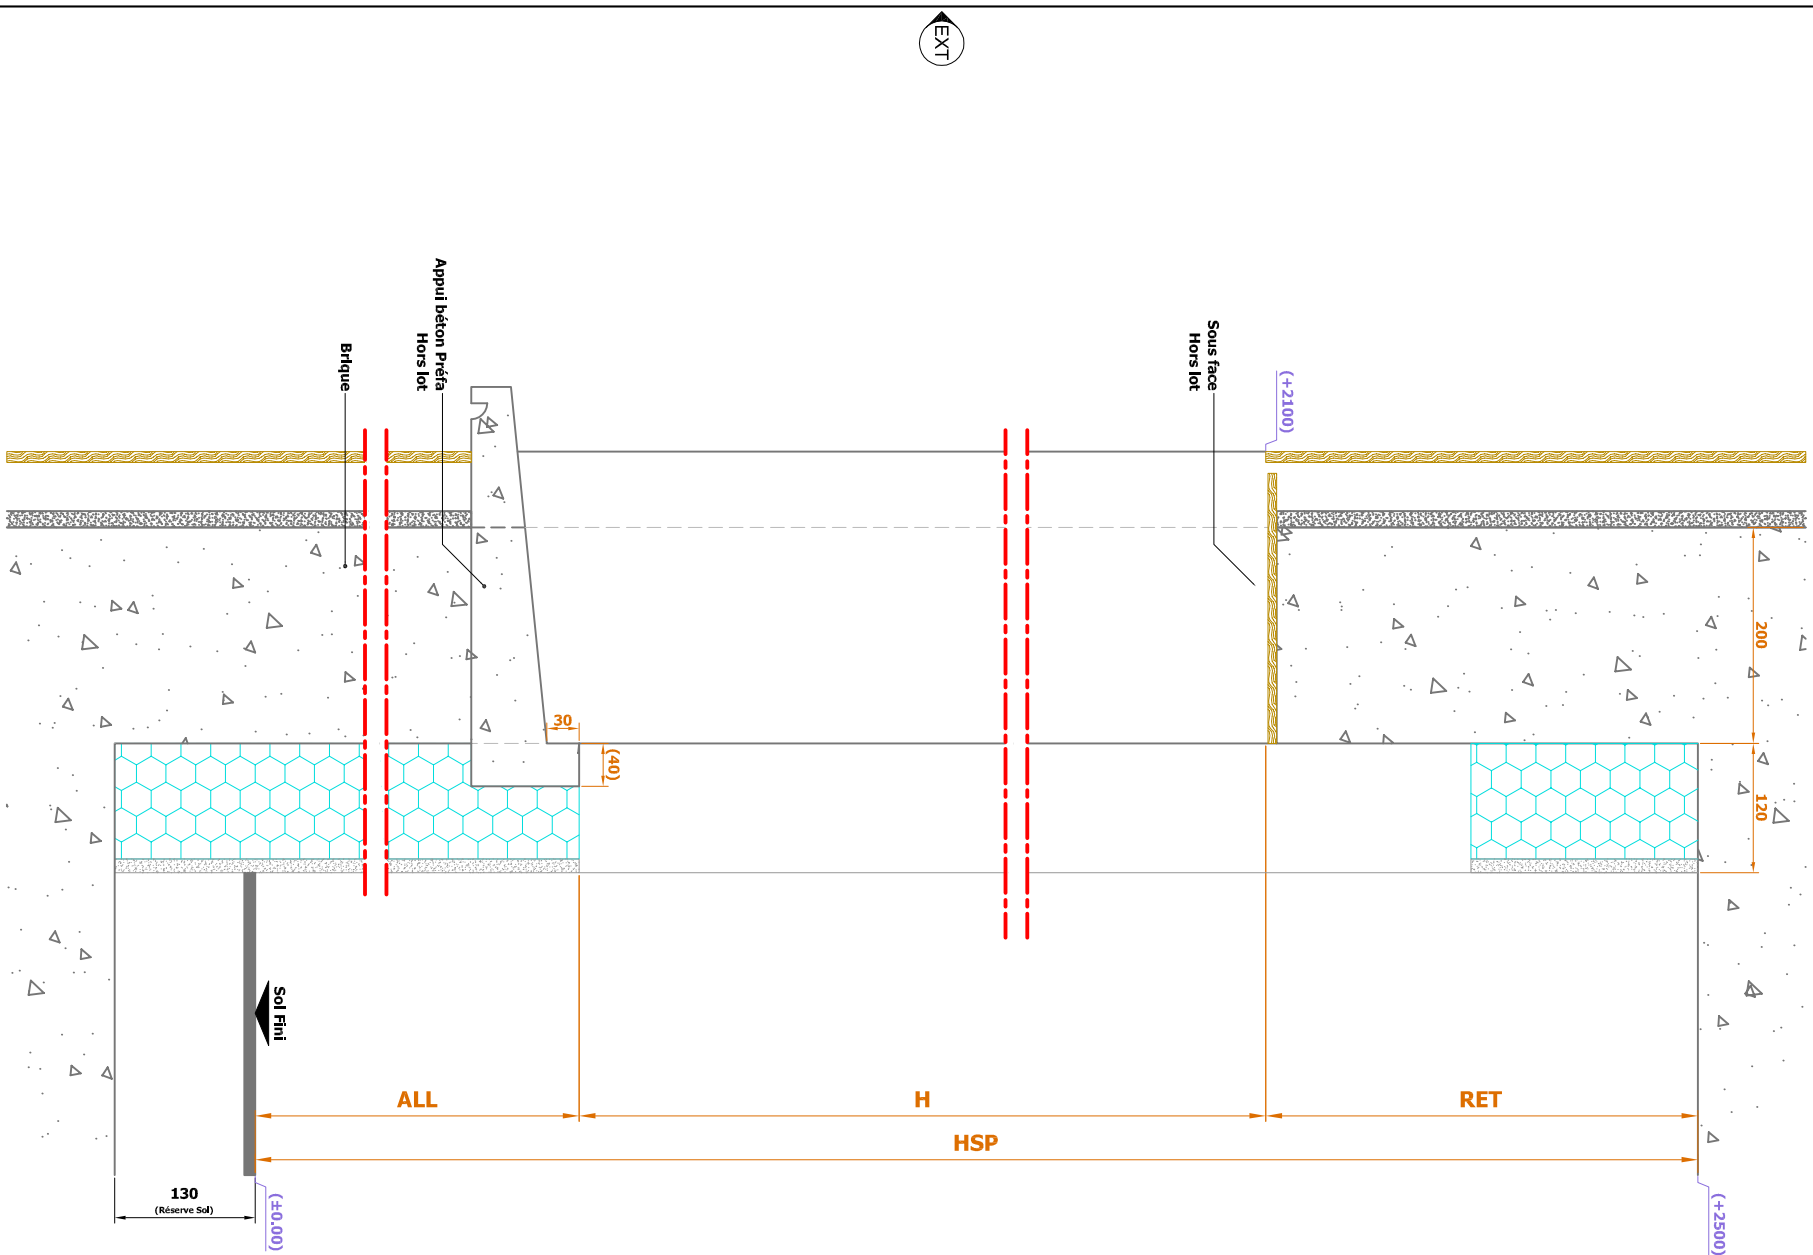 EXT
Appui béton Préfa
Hors lot
Brique
Sous face
Hors lot
(+2100)
200
30
(40)
120
Sol Fini
ALL
H
RET
HSP
130
(Réserve Sol)
(±0.00)
(+2500)